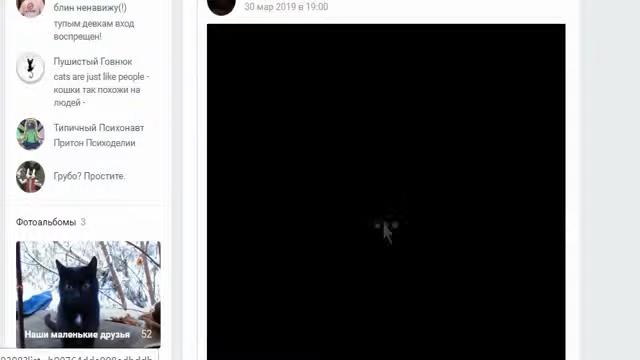 блин ненавижу(!)
тупым девкам вход
воспрещен!
30 мар 2019 в 19:00
Пушистый Говнюк
cats are just like people -
кошки так похожи на
людей -
Типичный Психонавт
Притон Психоделии
Грубо? Простите.
Фотоальбомы 3
Наши маленькие друзья 52